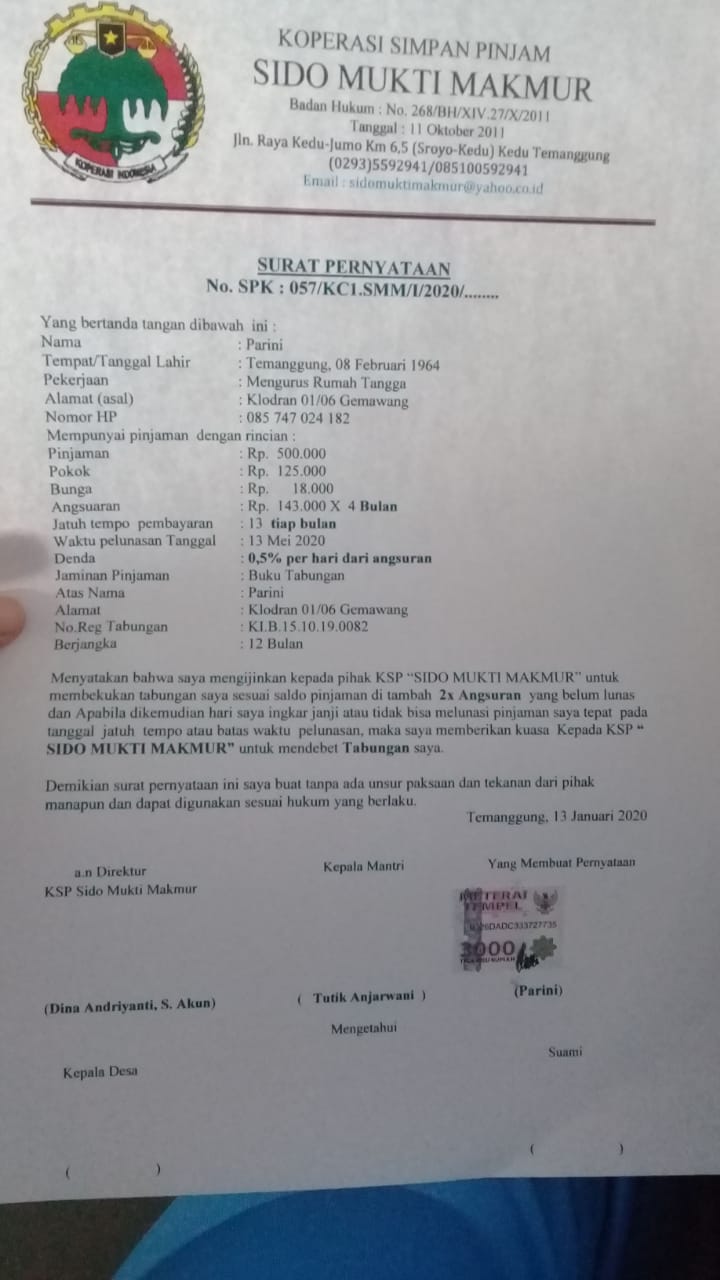 KOPERASI INDONESIA
KOPERASI SIMPAN PINJAM
SIDO MUKTI MAKMUR
Badan Hukum : No. 268/BH/XIV.27/X/2011
Tanggal : 11 Oktober 2011
Jln. Raya Kedu-Jumo Km 6,5 (Sroyo-Kedu) Kedu Temanggung
(0293)5592941/085100592941
Email : sidomuktimakmur@yahoo.co.id
SURAT PERNYATAAN
No. SPK : 057/KC1.SMM/I/2020/........
Yang bertanda tangan dibawah ini :
Nama : Parini
Tempat/Tanggal Lahir : Temanggung, 08 Februari 1964
Pekerjaan : Mengurus Rumah Tangga
Alamat (asal) : Klodran 01/06 Gemawang
Nomor HP : 085 747 024 182
Mempunyai pinjaman dengan rincian :
Pinjaman : Rp. 500.000
Pokok : Rp. 125.000
Bunga : Rp. 18.000
Angsuaran : Rp. 143.000 X 4 Bulan
Jatuh tempo pembayaran : 13 tiap bulan
Waktu pelunasan Tanggal : 13 Mei 2020
Denda : 0,5% per hari dari angsuran
Jaminan Pinjaman : Buku Tabungan
Atas Nama : Parini
Alamat : Klodran 01/06 Gemawang
No.Reg Tabungan : KI.B.15.10.19.0082
Berjangka : 12 Bulan
Menyatakan bahwa saya mengijinkan kepada pihak KSP “SIDO MUKTI MAKMUR” untuk
membekukan tabungan saya sesuai saldo pinjaman di tambah 2x Angsuran yang belum lunas
dan Apabila dikemudian hari saya ingkar janji atau tidak bisa melunasi pinjaman saya tepat pada
tanggal jatuh tempo atau batas waktu pelunasan, maka saya memberikan kuasa Kepada KSP “
SIDO MUKTI MAKMUR” untuk mendebet Tabungan saya.
Demikian surat pernyataan ini saya buat tanpa ada unsur paksaan dan tekanan dari pihak
manapun dan dapat digunakan sesuai hukum yang berlaku.
Temanggung, 13 Januari 2020
a.n Direktur Kepala Mantri Yang Membuat Pernyataan
KSP Sido Mukti Makmur
METERAI
TEMPEL
DADC333727735
3000
(Dina Andriyanti, S. Akun) ( Tutik Anjarwani ) (Parini)
Mengetahui
Kepala Desa Suami
( ) ( )